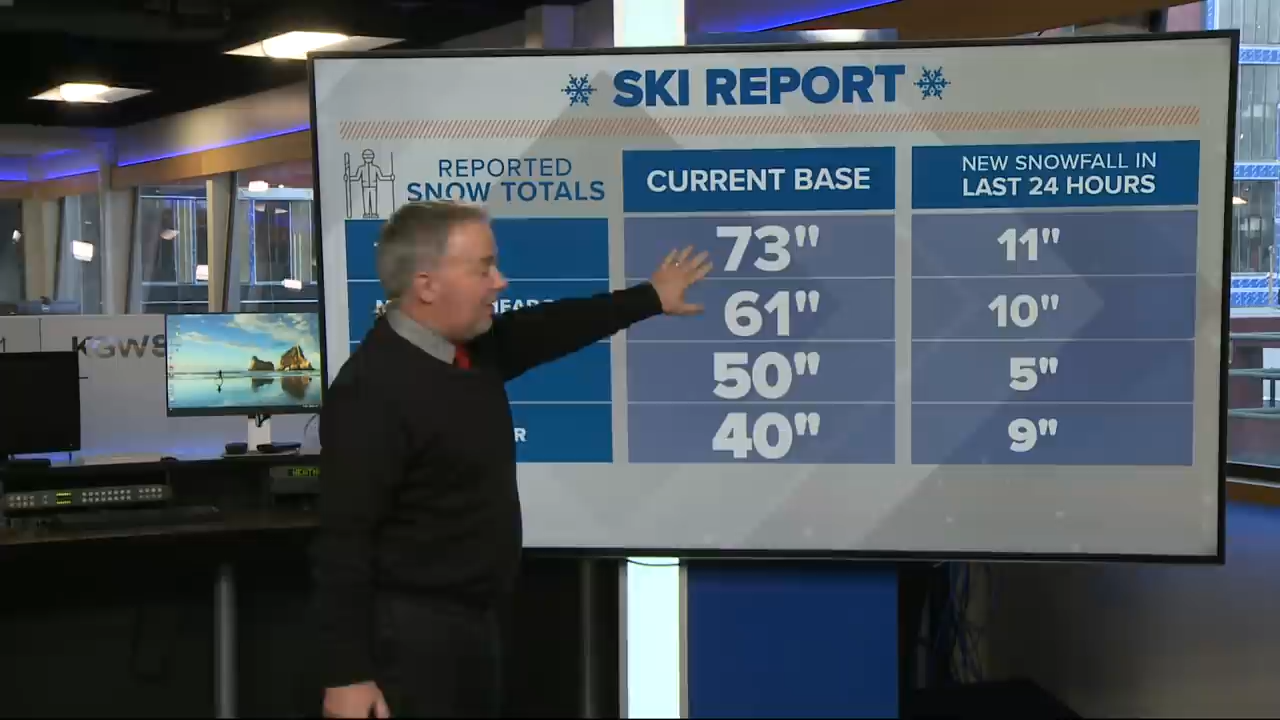 SKI REPORT
REPORTED
SNOW TOTALS
CURRENT BASE
NEW SNOWFALL IN
LAST 24 HOURS
73" 11"
61" 10"
50" 5"
40" 9"
KGW8